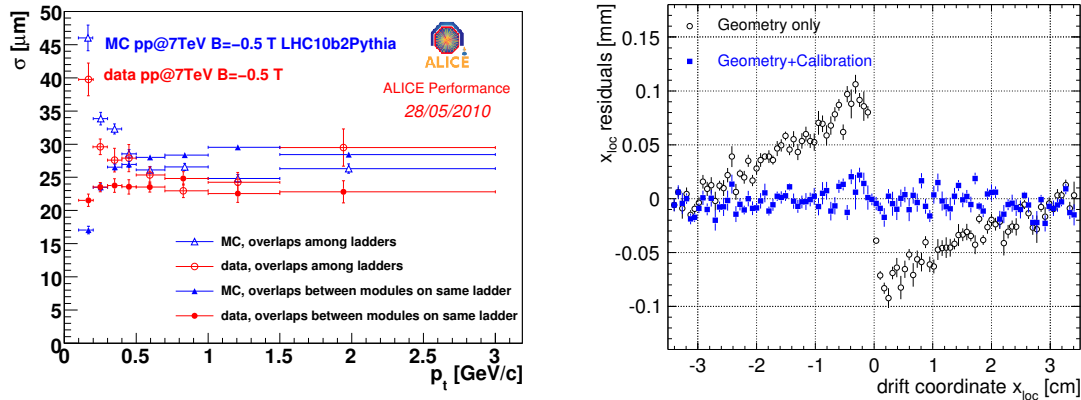 σ [μm]
50
45
40
35
30
25
20
15
10
5
0
MC pp@7TeV B=−0.5 T LHC10b2Pythia
data pp@7TeV B=−0.5 T
ALICE
ALICE Performance
28/05/2010
MC, overlaps among ladders
data, overlaps among ladders
MC, overlaps between modules on same ladder
data, overlaps between modules on same ladder
0 0.5 1 1.5 2 2.5 3
p_t [GeV/c]
x_loc residuals [mm]
0.15
0.1
0.05
0
-0.05
-0.1
Geometry only
Geometry+Calibration
-3 -2 -1 0 1 2 3
drift coordinate x_loc [cm]